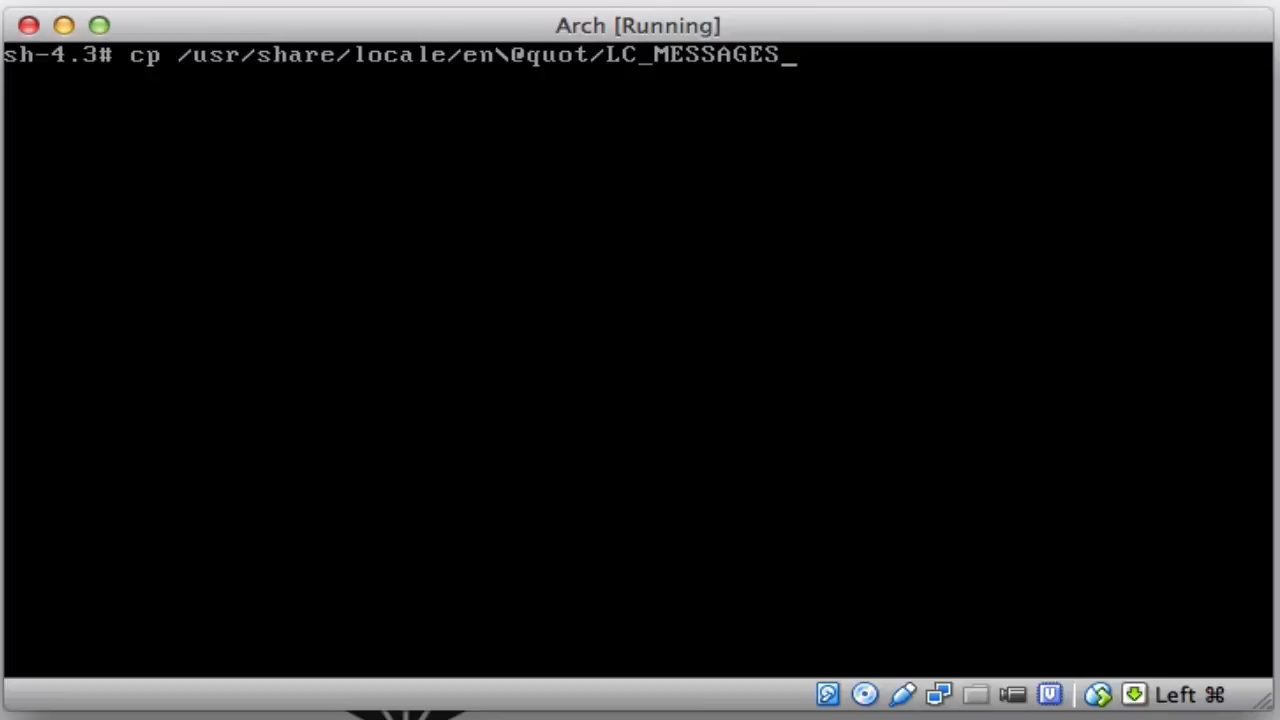 Arch [Running]
sh-4.3# cp /usr/share/locale/en\@quot/LC_MESSAGES_
Left ⌘